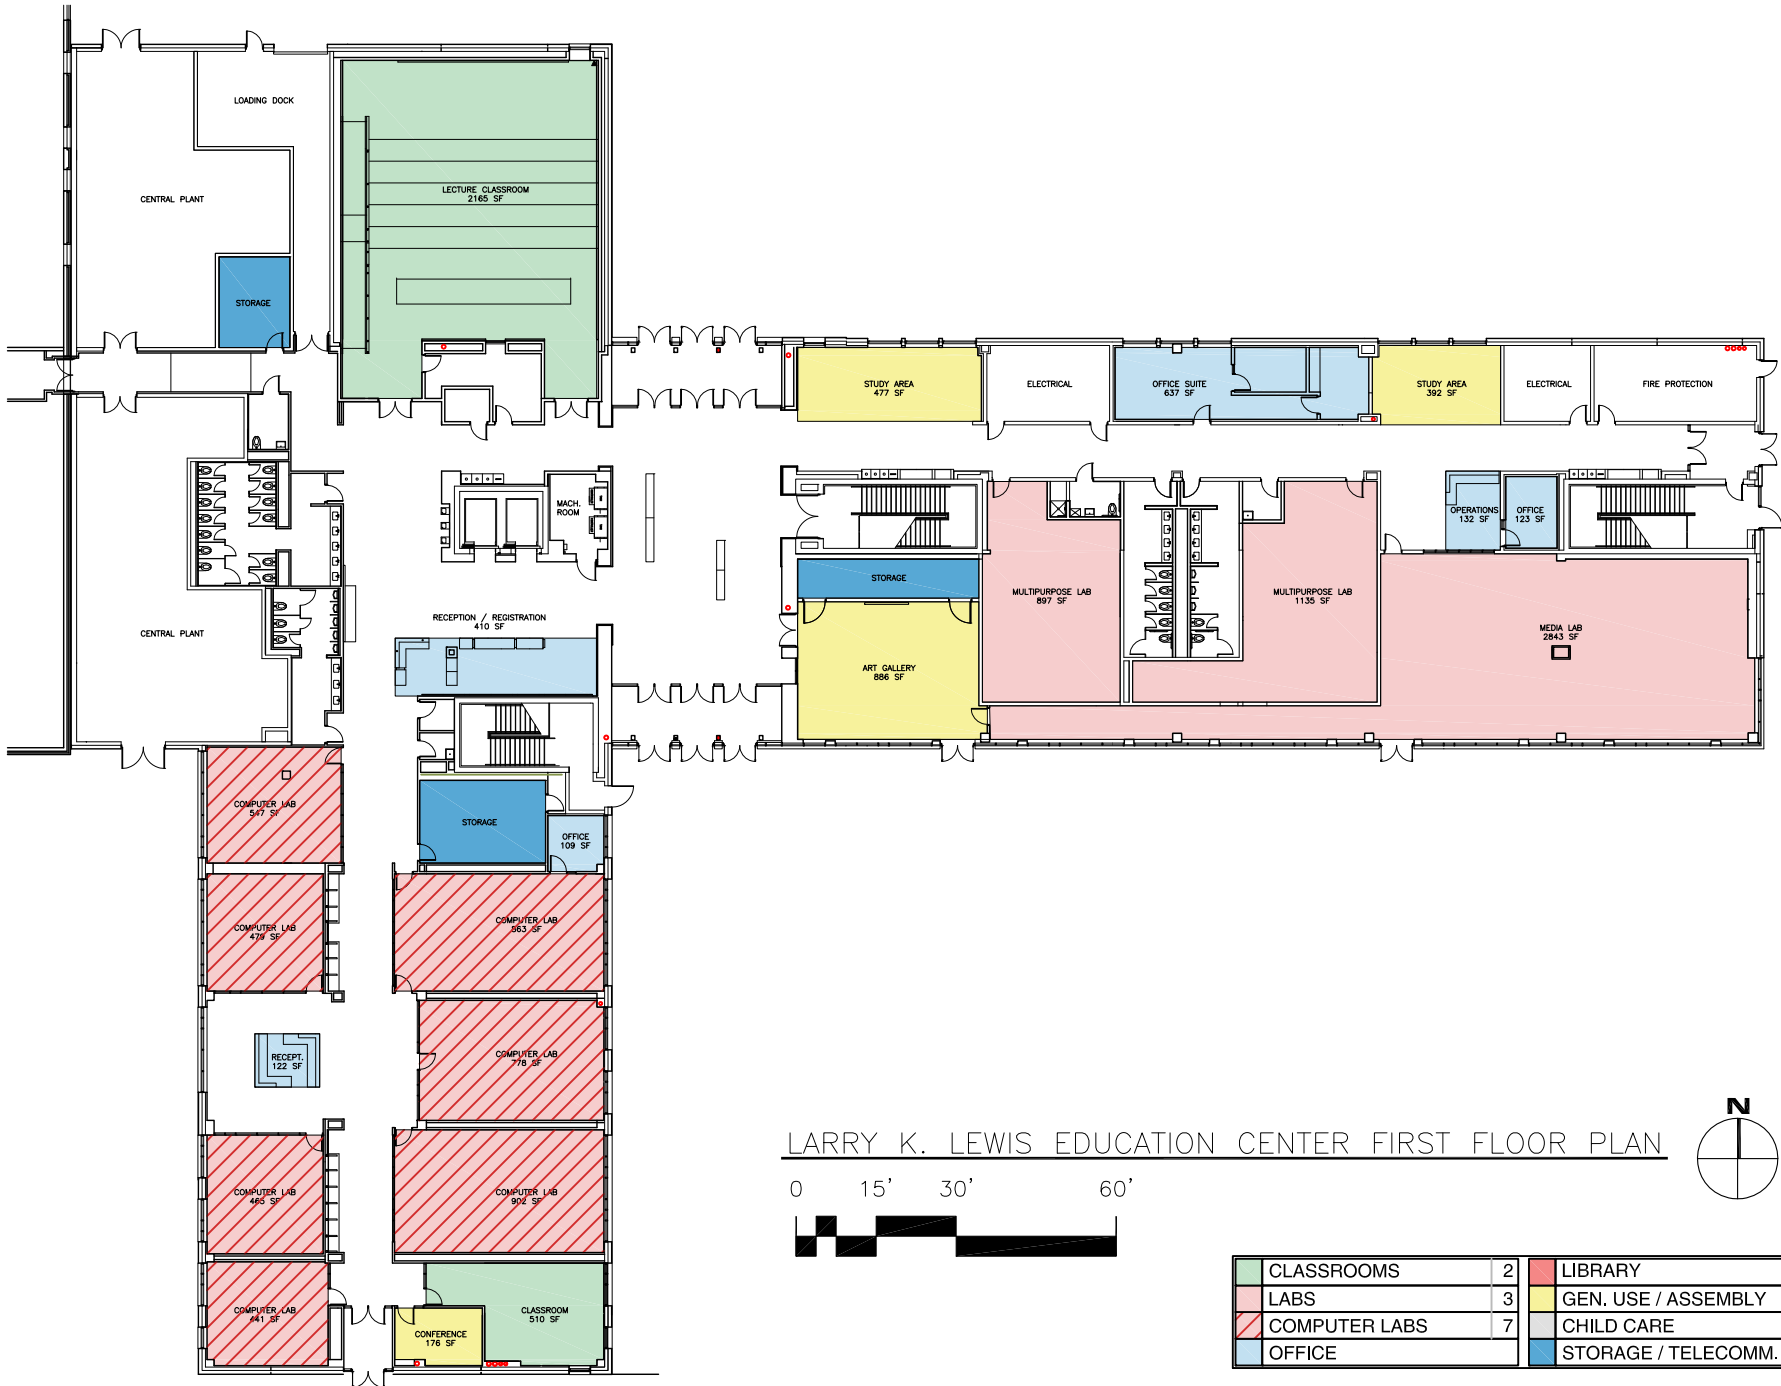 LOADING DOCK
LECTURE CLASSROOM
2165 SF
CENTRAL PLANT
STORAGE
STUDY AREA
477 SF
ELECTRICAL
OFFICE SUITE
637 SF
STUDY AREA
392 SF
ELECTRICAL
FIRE PROTECTION
MACH.
ROOM
OPERATIONS
132 SF
OFFICE
123 SF
STORAGE
MULTIPURPOSE LAB
897 SF
MULTIPURPOSE LAB
1135 SF
RECEPTION / REGISTRATION
410 SF
CENTRAL PLANT
MEDIA LAB
2843 SF
ART GALLERY
886 SF
COMPUTER LAB
547 SF
STORAGE
OFFICE
109 SF
COMPUTER LAB
479 SF
COMPUTER LAB
COMPUTER LAB
778 SF
RECEPT.
122 SF
COMPUTER LAB
465 SF
COMPUTER LAB
902 SF
COMPUTER LAB
441 SF
CLASSROOM
510 SF
CONFERENCE
176 SF
N
LARRY K. LEWIS EDUCATION CENTER FIRST FLOOR PLAN
0 15' 30' 60'
CLASSROOMS 2 LIBRARY
LABS 3 GEN. USE / ASSEMBLY
COMPUTER LABS 7 CHILD CARE
OFFICE STORAGE / TELECOMM.